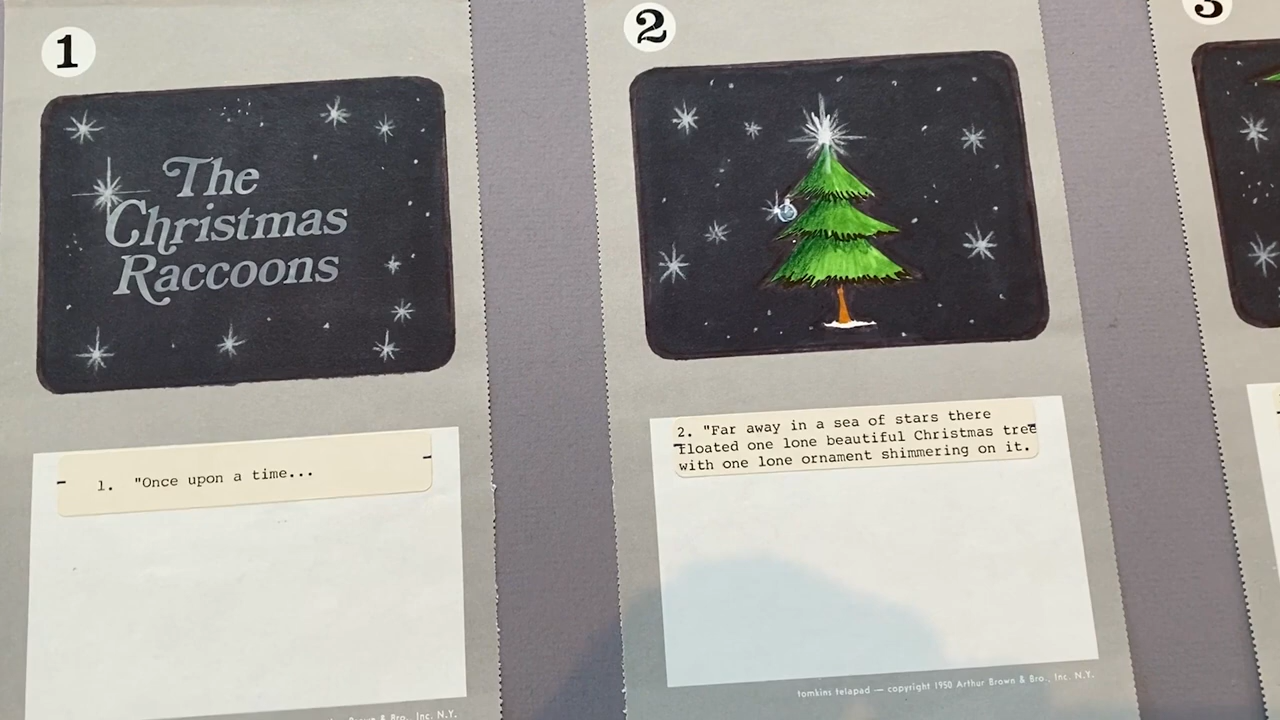 1
The
Christmas
Raccoons
1. "Once upon a time...
Bro., Inc. N.Y.
2
2. "Far away in a sea of stars there
floated one lone beautiful Christmas tree
with one lone ornament shimmering on it.
tomkins telapad — copyright 1950 Arthur Brown & Bro., Inc. N.Y.
3